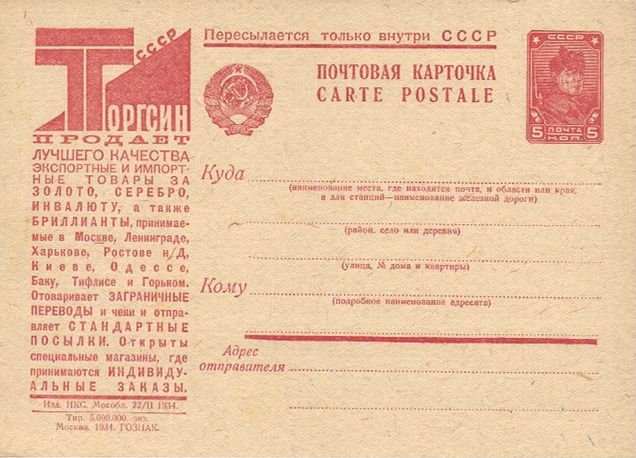 СССР
ТОРГСИН
ПРОДАЕТ
ЛУЧШЕГО КАЧЕСТВА
ЭКСПОРТНЫЕ И ИМПОРТ-
НЫЕ ТОВАРЫ ЗА
ЗОЛОТО, СЕРЕБРО,
ИНВАЛЮТУ, а также
БРИЛЛИАНТЫ, принимае-
мые в Москве, Ленинграде,
Харькове, Ростове н/Д,
Киеве, Одессе,
Баку, Тифлисе и Горьком.
Отоваривает ЗАГРАНИЧНЫЕ
ПЕРЕВОДЫ и чеки и отпра-
вляет СТАНДАРТНЫЕ
ПОСЫЛКИ. Открыты
специальные магазины, где
принимаются ИНДИВИДУ-
АЛЬНЫЕ ЗАКАЗЫ.
Изд. НКС. Мособл. 22/II 1934.
Тир. 5.000.000. экз.
Москва. 1934. ГОЗНАК.
Пересылается только внутри СССР
ПОЧТОВАЯ КАРТОЧКА
CARTE POSTALE
СССР
5 ПОЧТА 5
КОП.
Куда
(наименование места, где находится почта, и области или края,
а для станций—наименование железной дороги)
(район, село или деревня)
(улица, № дома и квартиры)
Кому
(подробное наименование адресата)
Адрес
отправителя